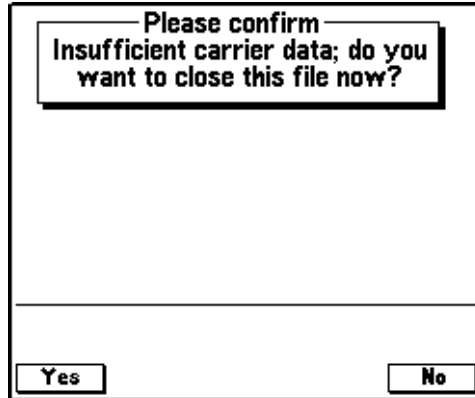 Please confirm
Insufficient carrier data; do you
want to close this file now?
Yes
No